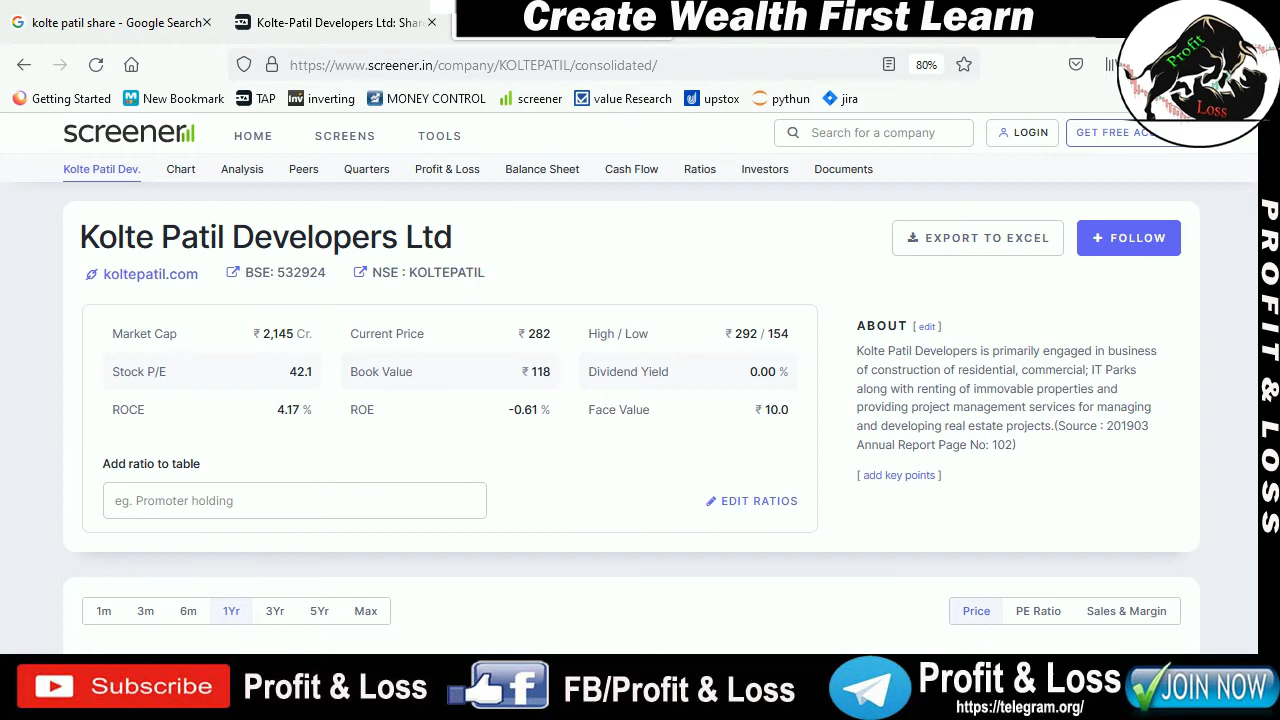 Create Wealth First Learn
kolte patil share - Google Search
Kolte-Patil Developers Ltd: Shar
https://www.screener.in/company/KOLTEPATIL/consolidated/
80%
Getting Started
New Bookmark
TAP
inverting
MONEYCONTROL
screener
value Research
upstox
pythun
jira
Profit
Loss
screener
HOME
SCREENS
TOOLS
Search for a company
LOGIN
GET FREE ACC
Kolte Patil Dev.
Chart
Analysis
Peers
Quarters
Profit & Loss
Balance Sheet
Cash Flow
Ratios
Investors
Documents
Kolte Patil Developers Ltd
EXPORT TO EXCEL
FOLLOW
koltepatil.com
BSE: 532924
NSE : KOLTEPATIL
Market Cap ₹ 2,145 Cr.
Current Price ₹ 282
High / Low ₹ 292 / 154
Stock P/E 42.1
Book Value ₹ 118
Dividend Yield 0.00 %
ROCE 4.17 %
ROE -0.61 %
Face Value ₹ 10.0
Add ratio to table
eg. Promoter holding
EDIT RATIOS
ABOUT [ edit ]
Kolte Patil Developers is primarily engaged in business
of construction of residential, commercial; IT Parks
along with renting of immovable properties and
providing project management services for managing
and developing real estate projects.(Source : 201903
Annual Report Page No: 102)
[ add key points ]
1m 3m 6m 1Yr 3Yr 5Yr Max
Price PE Ratio Sales & Margin
PROFIT & LOSS
Subscribe
Profit & Loss
f
FB/Profit & Loss
Profit & Loss
https://telegram.org/
JOIN NOW